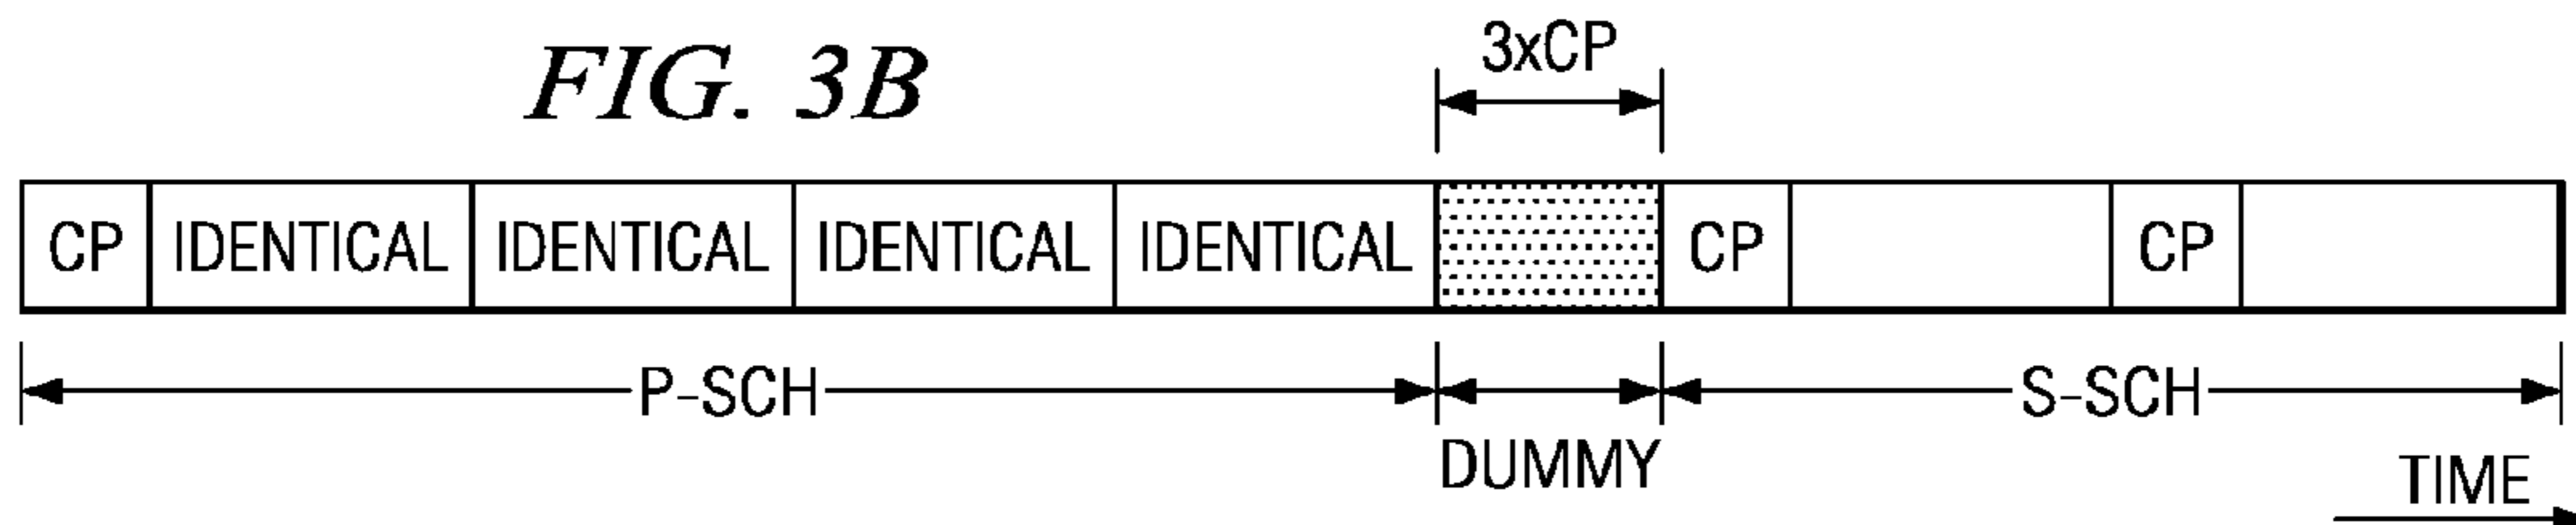 FIG. 3B
3xCP
CP IDENTICAL IDENTICAL IDENTICAL IDENTICAL CP CP
P-SCH S-SCH
DUMMY
TIME